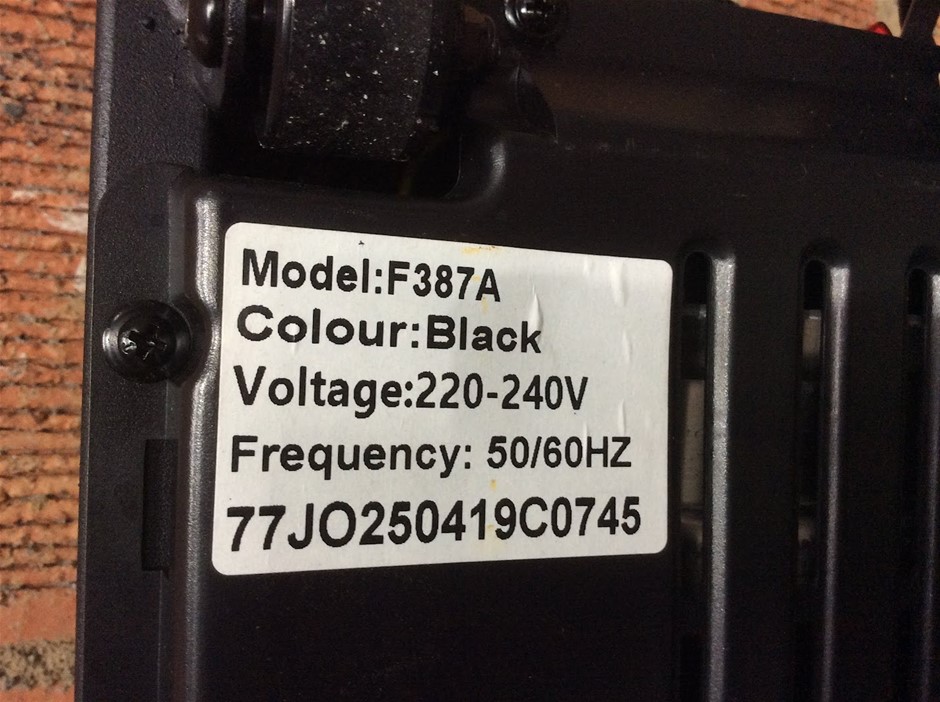 Model:F387A
Colour:Black
Voltage:220-240V
Frequency: 50/60HZ
77JO250419C0745